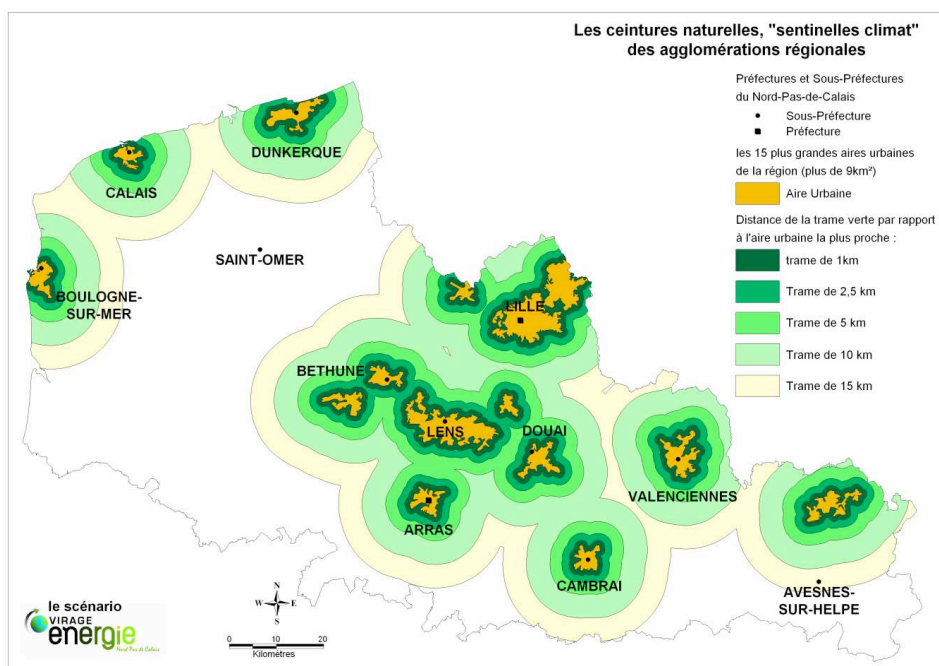 Les ceintures naturelles, "sentinelles climat"
des agglomérations régionales
Préfectures et Sous-Préfectures
du Nord-Pas-de-Calais
Sous-Préfecture
Préfecture
les 15 plus grandes aires urbaines
de la région (plus de 9km²)
Aire Urbaine
Distance de la trame verte par rapport
à l'aire urbaine la plus proche :
trame de 1km
Trame de 2,5 km
Trame de 5 km
Trame de 10 km
Trame de 15 km
DUNKERQUE
CALAIS
SAINT-OMER
BOULOGNE-
SUR-MER
LILLE
BETHUNE
LENS
DOUAI
VALENCIENNES
ARRAS
CAMBRAI
AVESNES-
SUR-HELPE
le scénario
VIRAGE
énergie
Nord-Pas de Calais
N
W E
S
0 10 20
Kilomètres